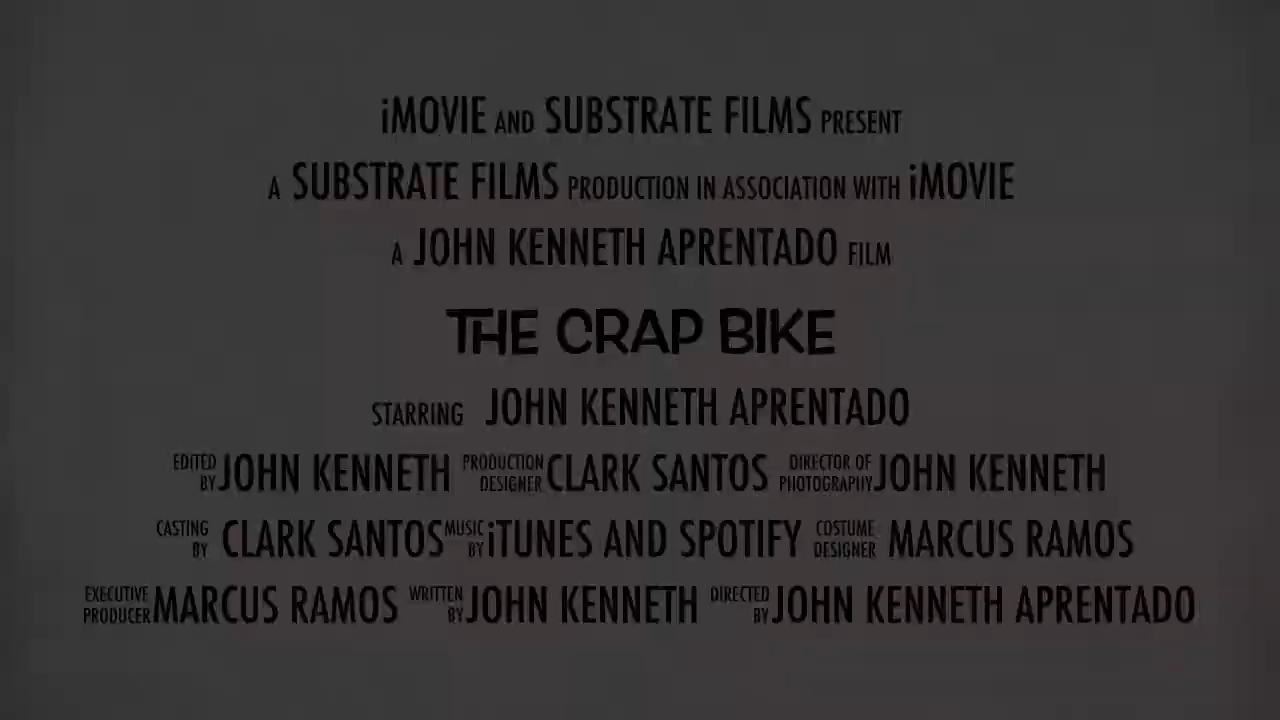 iMOVIE AND SUBSTRATE FILMS PRESENT
A SUBSTRATE FILMS PRODUCTION IN ASSOCIATION WITH iMOVIE
A JOHN KENNETH APRENTADO FILM
THE CRAP BIKE
STARRING JOHN KENNETH APRENTADO
EDITED BY JOHN KENNETH PRODUCTION DESIGNER CLARK SANTOS DIRECTOR OF PHOTOGRAPHY JOHN KENNETH
CASTING BY CLARK SANTOS MUSIC BY iTUNES AND SPOTIFY COSTUME DESIGNER MARCUS RAMOS
EXECUTIVE PRODUCER MARCUS RAMOS WRITTEN BY JOHN KENNETH DIRECTED BY JOHN KENNETH APRENTADO